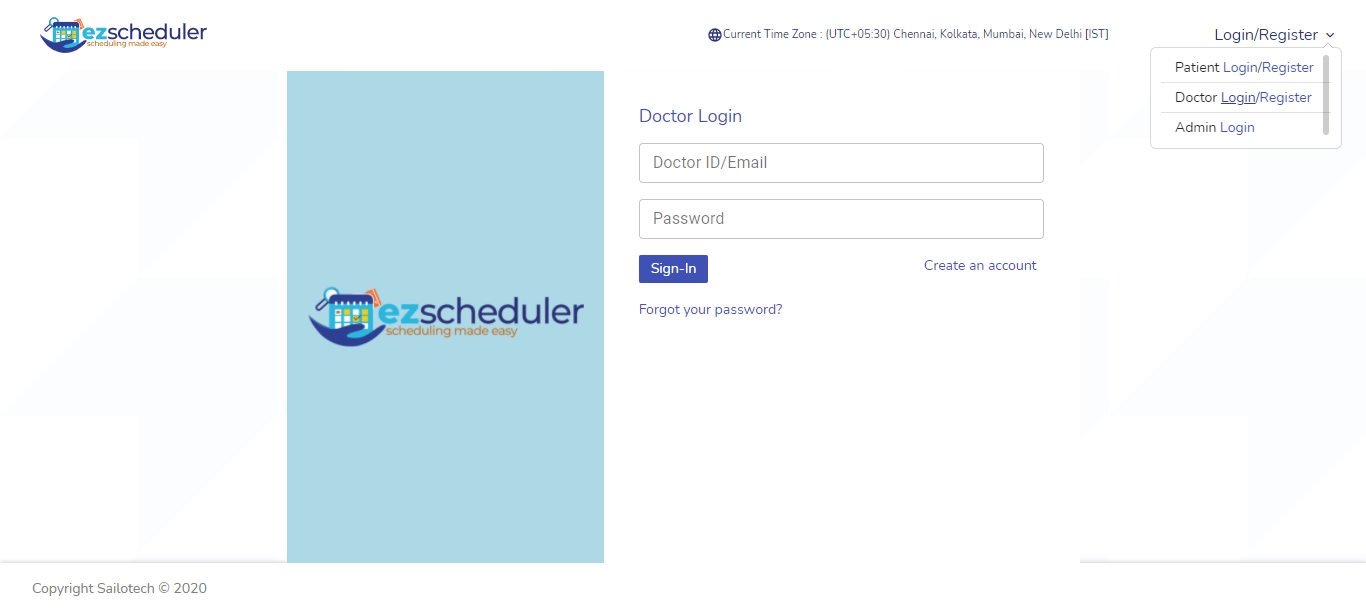 ezscheduler
scheduling made easy
Current Time Zone : (UTC+05:30) Chennai, Kolkata, Mumbai, New Delhi [IST]
Login/Register
Patient Login/Register
Doctor Login/Register
Admin Login
Doctor Login
Doctor ID/Email
Password
Sign-In
Create an account
Forgot your password?
ezscheduler
scheduling made easy
Copyright Sailotech © 2020